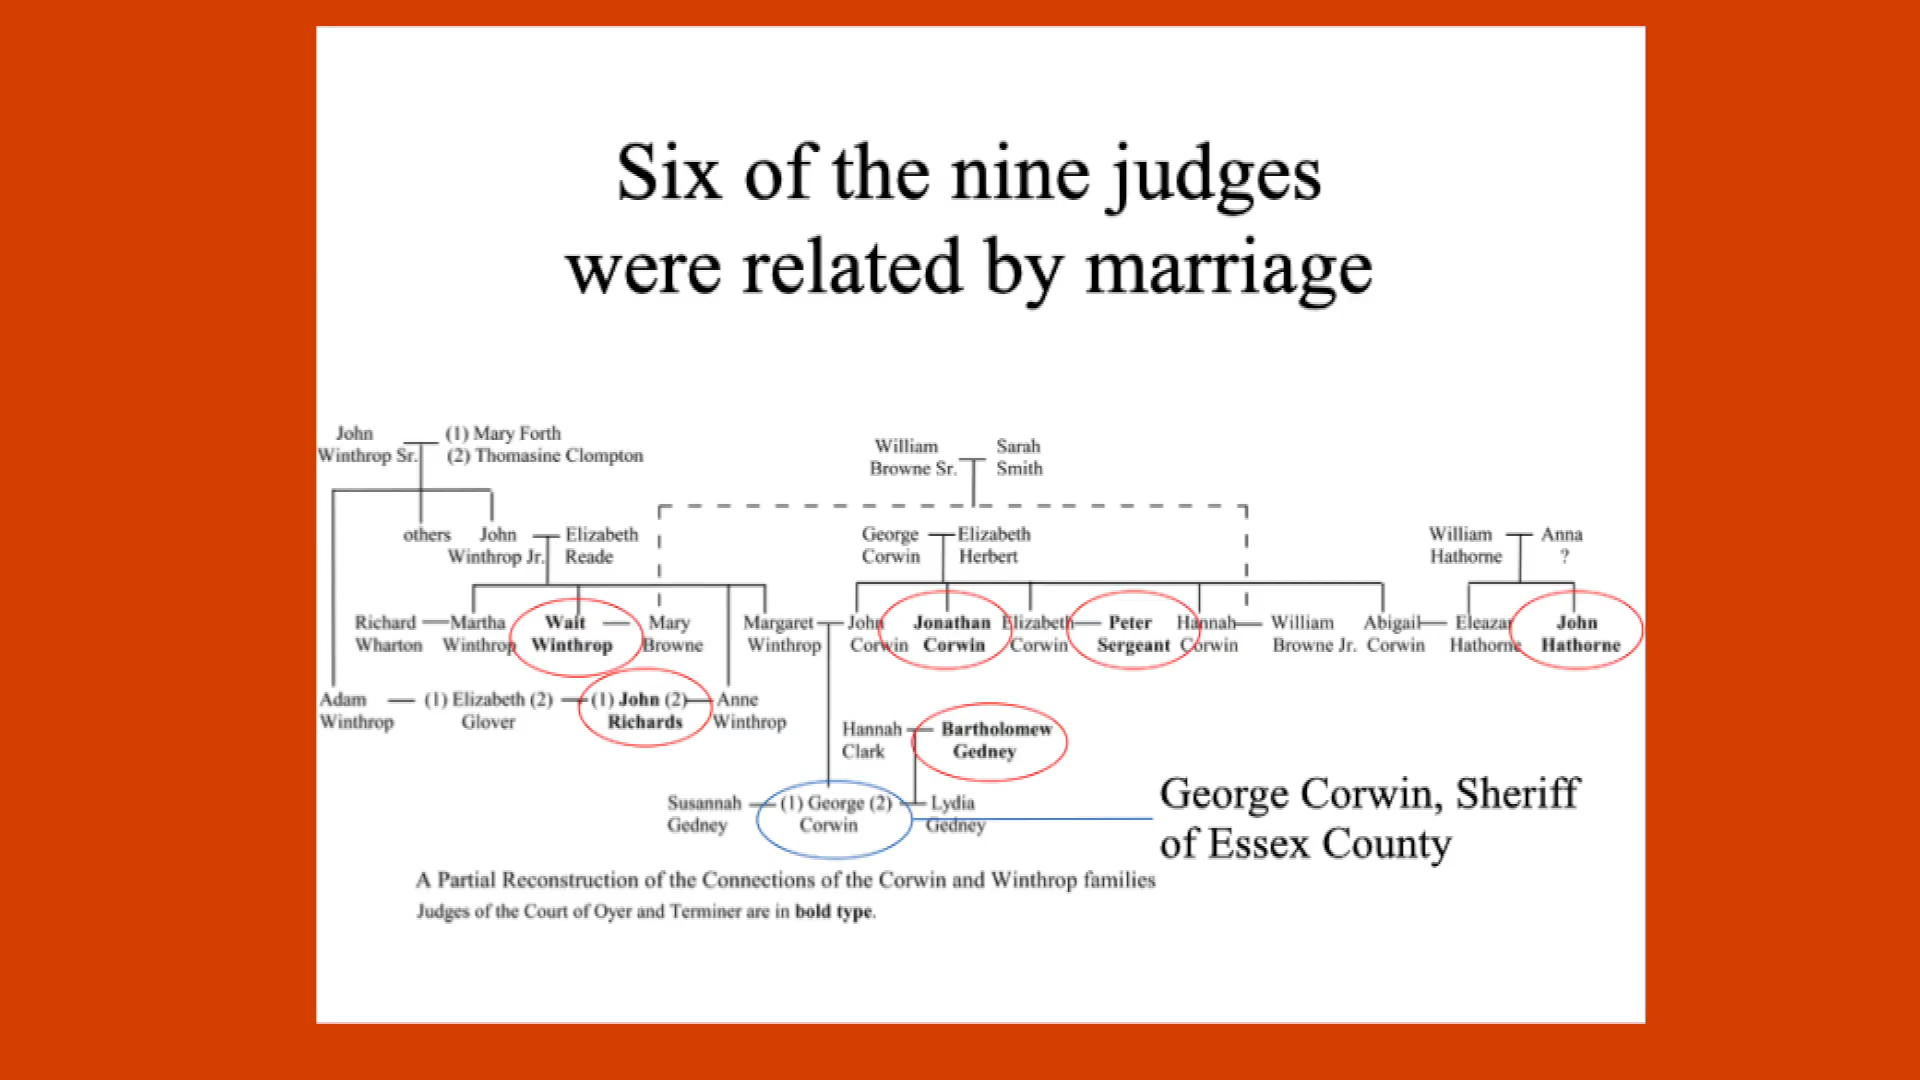 Six of the nine judges
were related by marriage
John
Winthrop Sr.
(1) Mary Forth
(2) Thomasine Clompton
William
Browne Sr.
Sarah
Smith
others
John
Winthrop Jr.
Elizabeth
Reade
George
Corwin
Elizabeth
Herbert
William
Hathorne
Anna
?
Richard
Wharton
Martha
Winthrop
Wait
Winthrop
Mary
Browne
Margaret
Winthrop
John
Corwin
Jonathan
Corwin
Elizabeth
Corwin
Peter
Sergeant
Hannah
Corwin
William
Browne Jr.
Abigail
Corwin
Eleazar
Hathorne
John
Hathorne
Adam
Winthrop
(1) Elizabeth (2)
Glover
(1) John (2)
Richards
Anne
Winthrop
Hannah
Clark
Bartholomew
Gedney
Susannah
Gedney
(1) George (2)
Corwin
Lydia
Gedney
George Corwin, Sheriff
of Essex County
A Partial Reconstruction of the Connections of the Corwin and Winthrop families
Judges of the Court of Oyer and Terminer are in bold type.